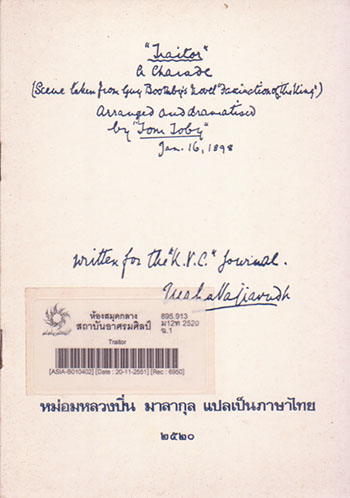 "Traitor"
A Charade
(Scene taken from Guy Boothby's Novel "Fascination of the King")
Arranged and dramatised
by "Tom Toby"
Jan. 16, 1898
written for the "K.V.C." Journal.
Maha Vajiravudh
ห้องสมุดกลาง
สถาบันอาศรมศิลป์
895.913
ม12ท 2520
ฉ.1
Traitor
[ASIA-B010402] [Date : 20-11-2551] [Rec : 6950]
หม่อมหลวงปิ่น มาลากุล แปลเป็นภาษาไทย
๒๕๒๐